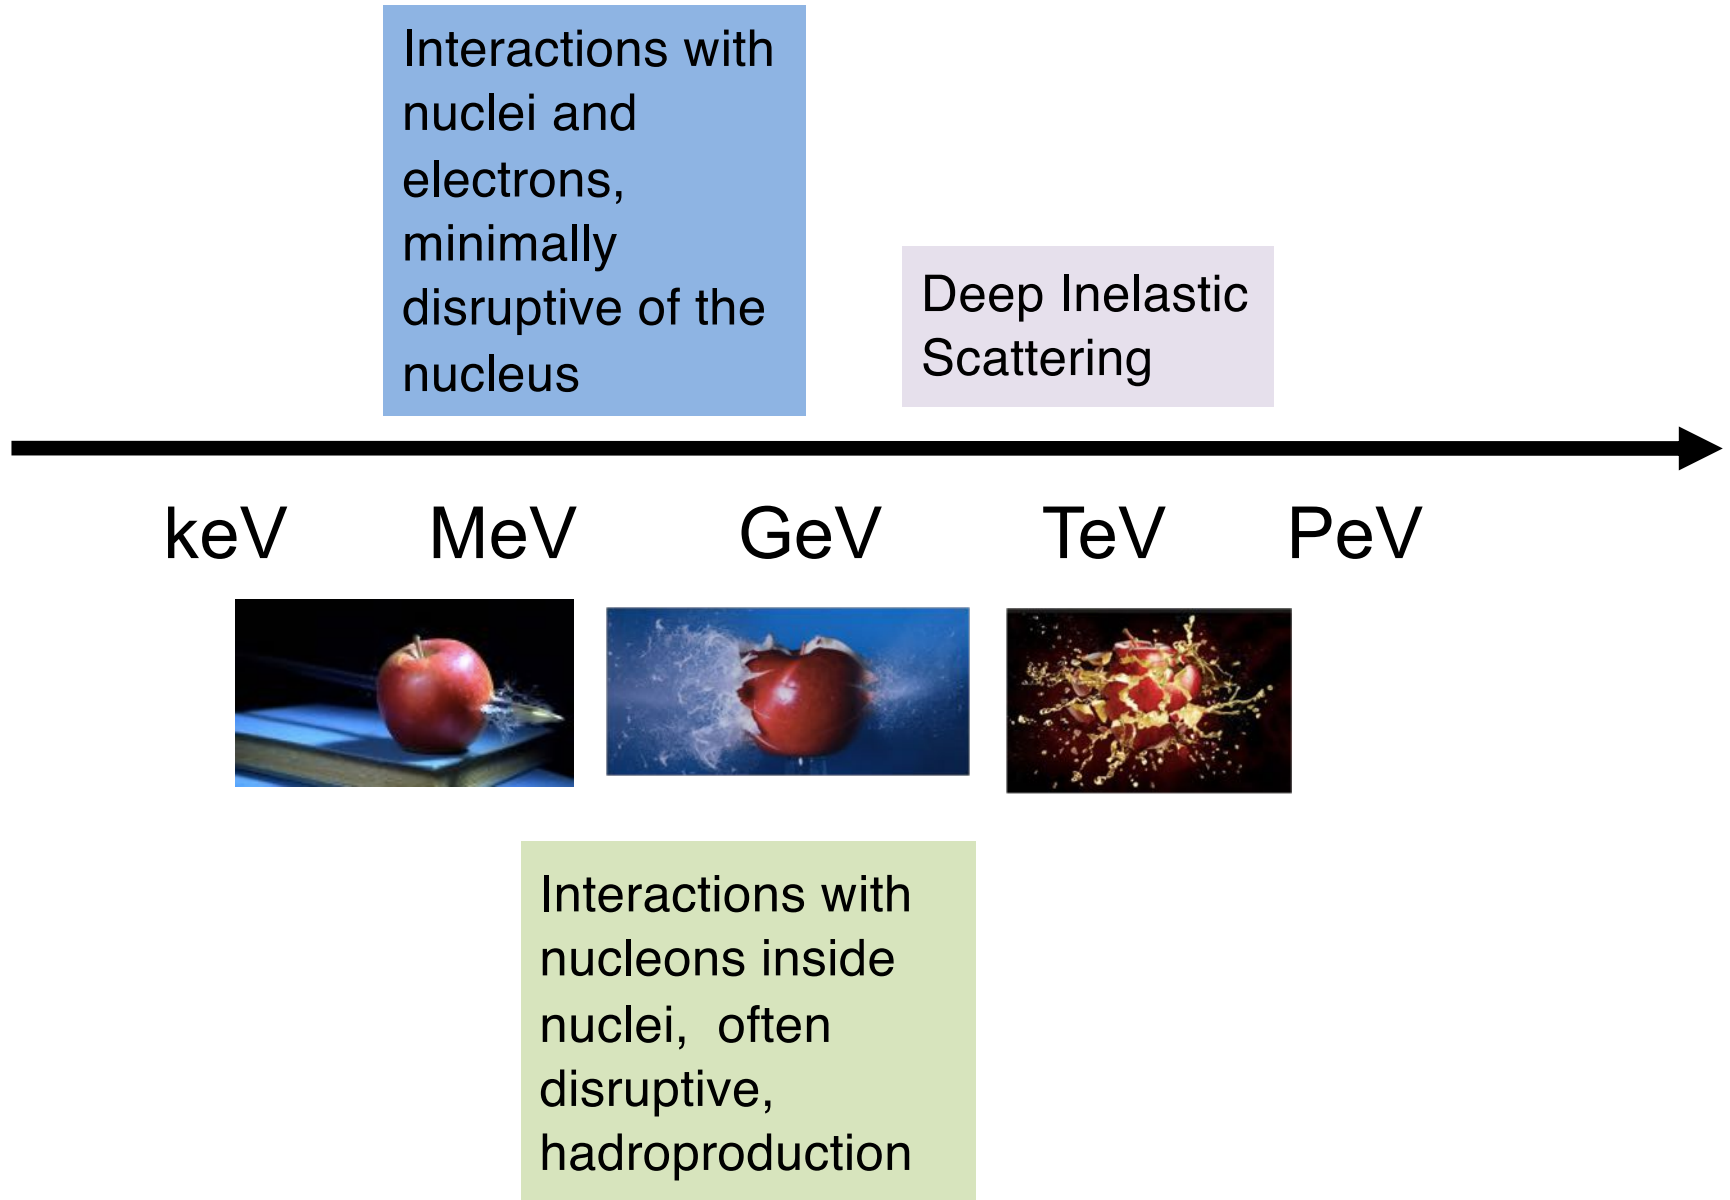 Interactions with
nuclei and
electrons,
minimally
disruptive of the
nucleus
Deep Inelastic
Scattering
keV MeV GeV TeV PeV
Interactions with
nucleons inside
nuclei, often
disruptive,
hadroproduction